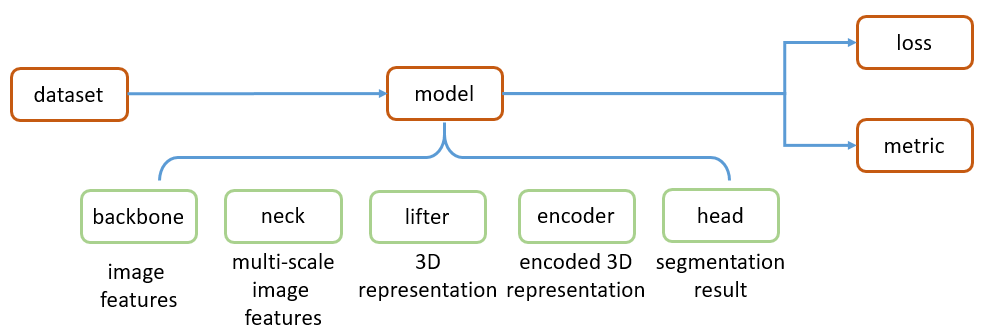 loss
dataset
model
metric
backbone
neck
lifter
encoder
head
image
features
multi-scale
image
features
3D
representation
encoded 3D
representation
segmentation
result